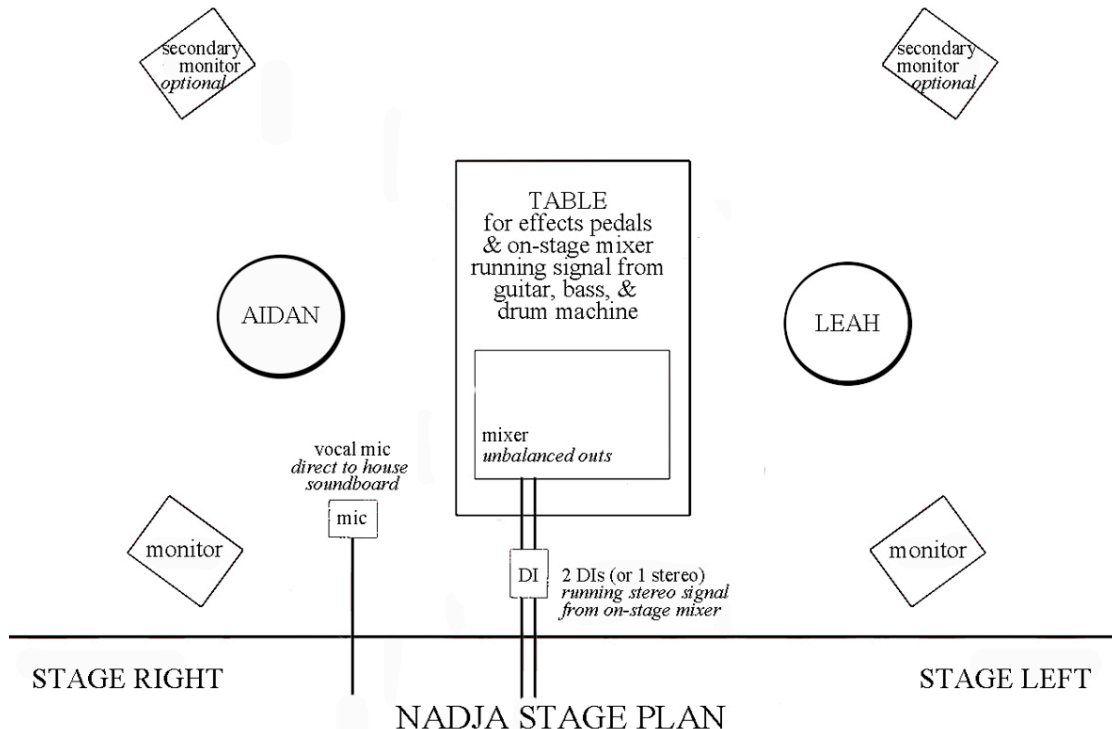 secondary
monitor
optional
secondary
monitor
optional
TABLE
for effects pedals
& on-stage mixer
running signal from
guitar, bass, &
drum machine
AIDAN
LEAH
mixer
unbalanced outs
vocal mic
direct to house
soundboard
mic
monitor
DI
2 DIs (or 1 stereo)
running stereo signal
from on-stage mixer
monitor
STAGE RIGHT
STAGE LEFT
NADJA STAGE PLAN